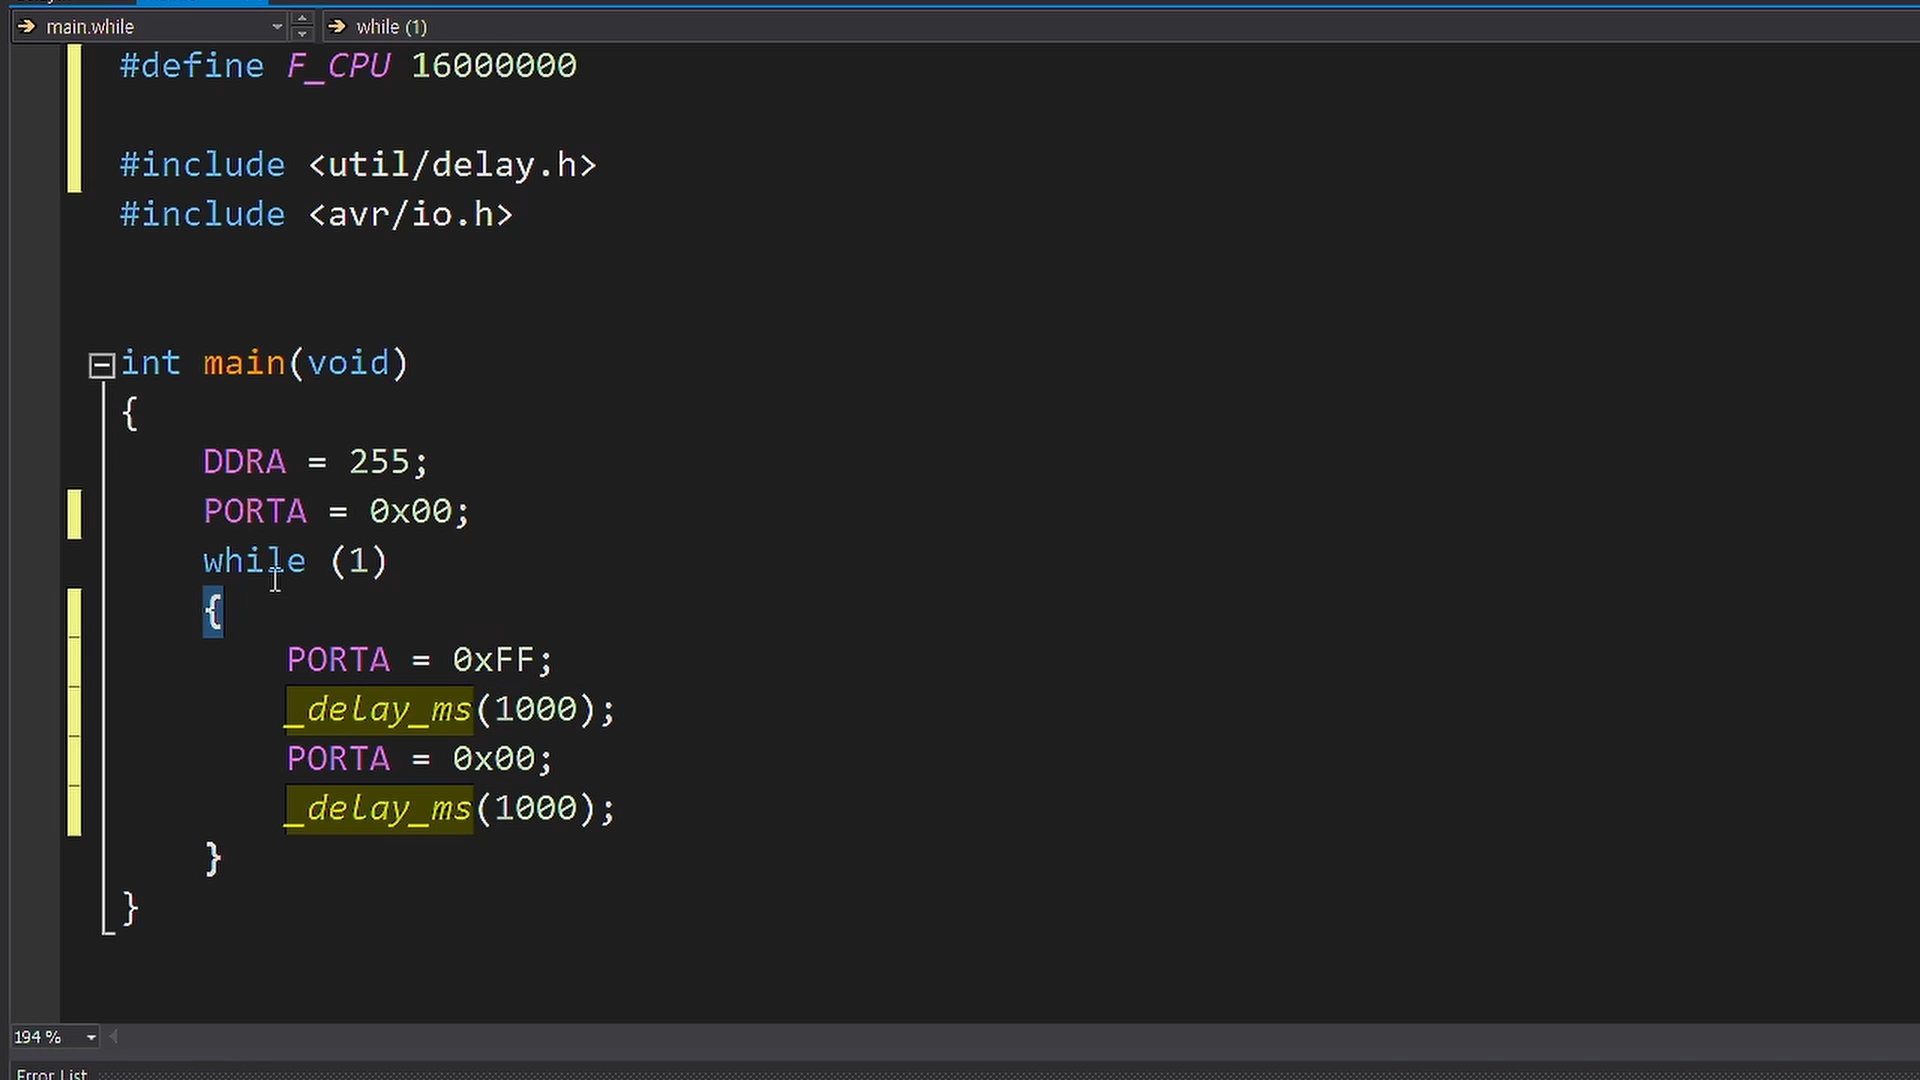 main.while
while (1)
#define F_CPU 16000000
#include <util/delay.h>
#include <avr/io.h>
int main(void)
{
DDRA = 255;
PORTA = 0x00;
while (1)
{
PORTA = 0xFF;
_delay_ms(1000);
PORTA = 0x00;
_delay_ms(1000);
}
}
194 %
Error List